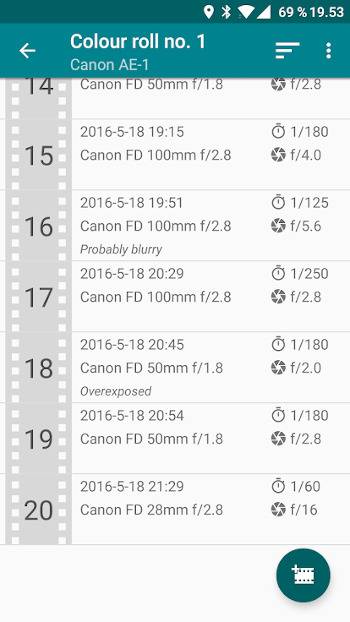 69 % 19.53
Colour roll no. 1
Canon AE-1
14
Canon FD 50mm f/1.8 f/2.8
2016-5-18 19:15 1/180
15
Canon FD 100mm f/2.8 f/4.0
2016-5-18 19:51 1/125
16
Canon FD 100mm f/2.8 f/5.6
Probably blurry
2016-5-18 20:29 1/250
17
Canon FD 100mm f/2.8 f/2.8
2016-5-18 20:45 1/180
18
Canon FD 50mm f/1.8 f/2.0
Overexposed
2016-5-18 20:54 1/180
19
Canon FD 50mm f/1.8 f/2.8
2016-5-18 21:29 1/60
20
Canon FD 28mm f/2.8 f/16